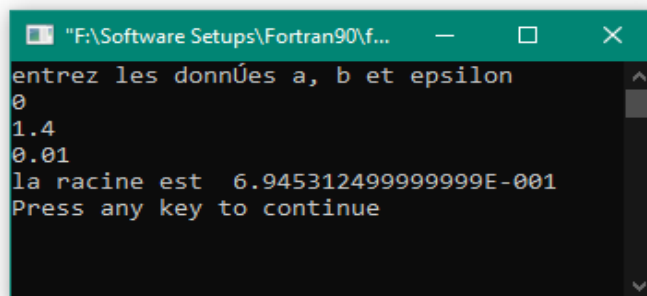 "F:\Software Setups\Fortran90\f...
entrez les donnÚes a, b et epsilon
0
1.4
0.01
la racine est  6.945312499999999E-001
Press any key to continue